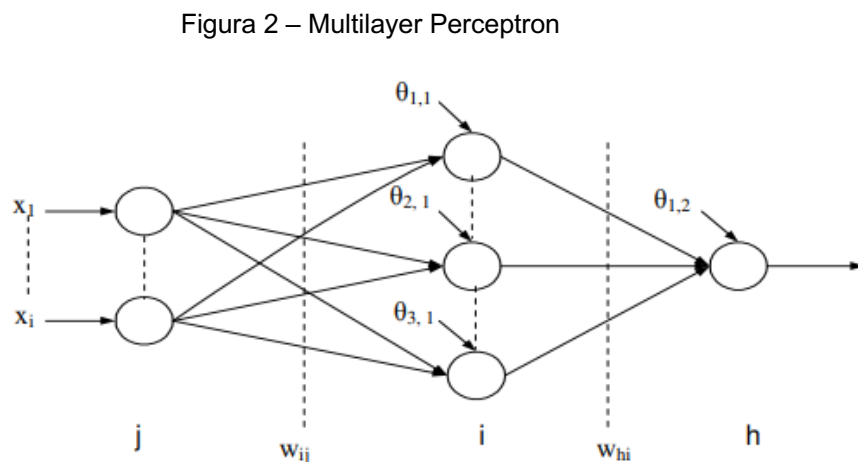 Figura 2 – Multilayer Perceptron
θ1,1
x1
θ2, 1
θ1,2
xi
θ3, 1
j
wij
i
whi
h